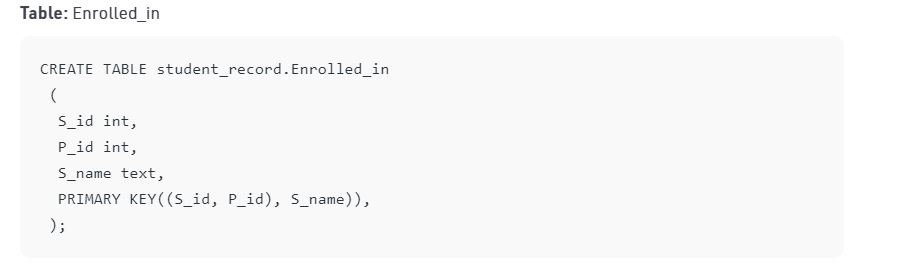 Table: Enrolled_in
CREATE TABLE student_record.Enrolled_in
(
S_id int,
P_id int,
S_name text,
PRIMARY KEY((S_id, P_id), S_name)),
);